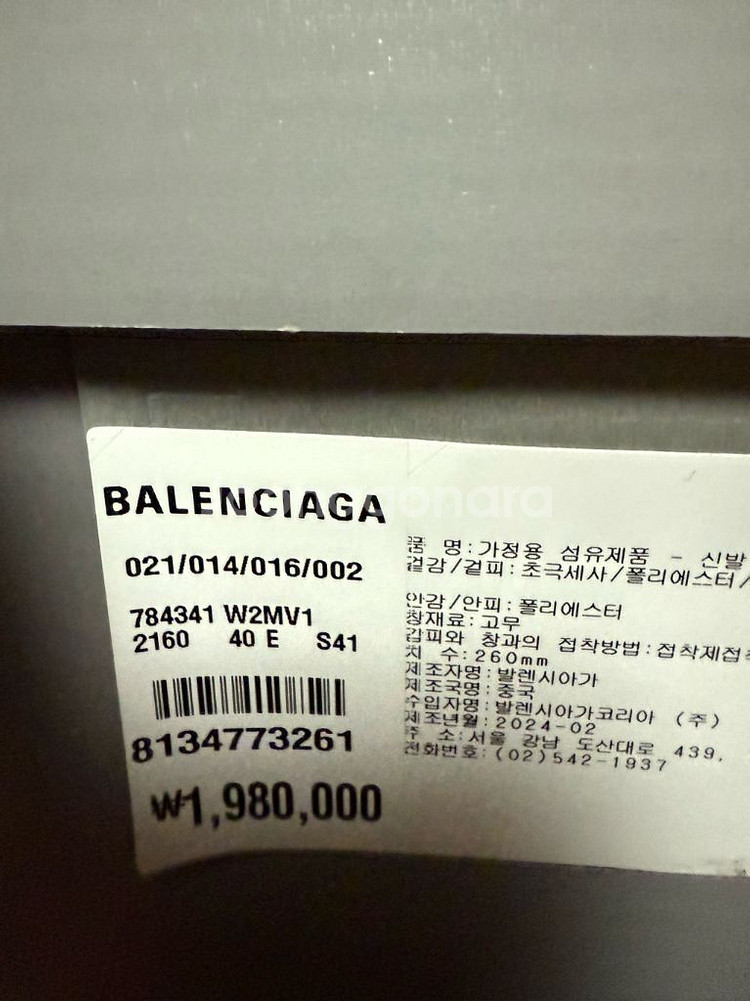 BALENCIAGA
021/014/016/002
784341 W2MV1
2160 40 E S41
8134773261
₩1,980,000
품 명:가정용 섬유제품 - 신발
겉감/겉피:초극세사/폴리에스터/
안감/안피:폴리에스터
창재료:고무
갑피와 창과의 접착방법:접착제접착
치 수:260mm
제조자명:발렌시아가
제조국명:중국
수입자명:발렌시아가코리아 (주)
제조년월:2024-02
주 소:서울 강남 도산대로 439,
전화번호:(02)542-1937